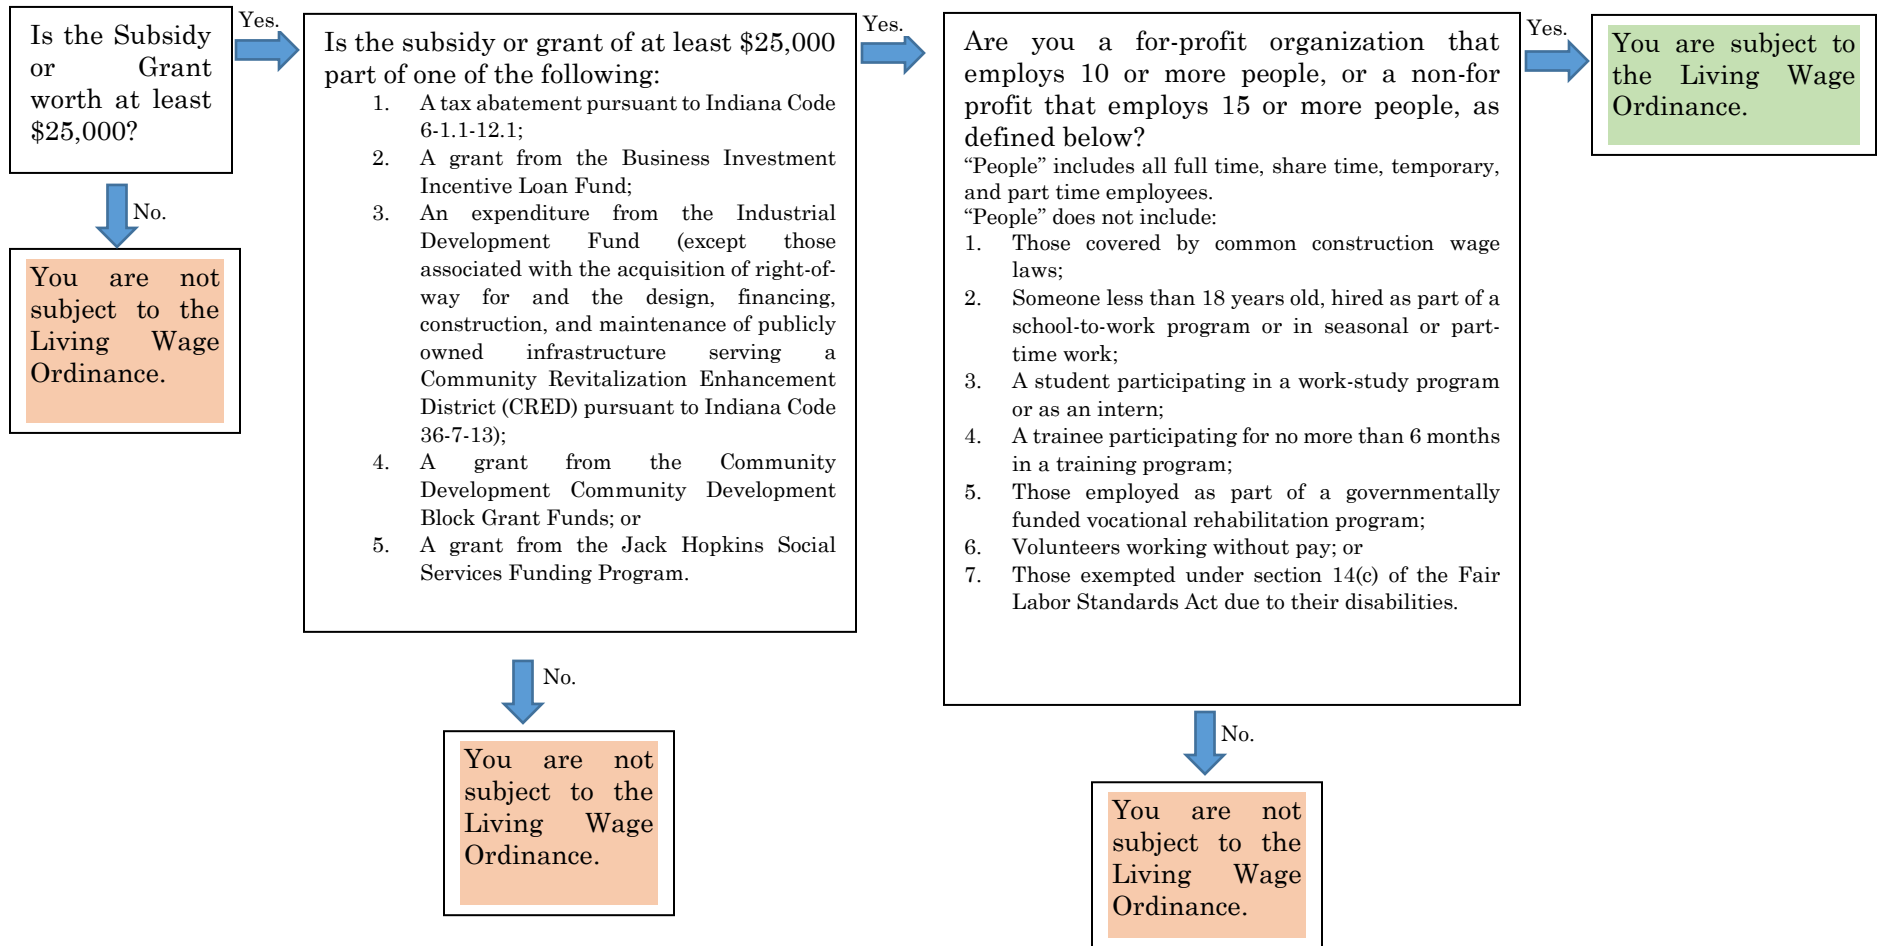 Is the Subsidy
or Grant
worth at least
$25,000?
Yes.
No.
You are not
subject to the
Living Wage
Ordinance.
Is the subsidy or grant of at least $25,000
part of one of the following:
1. A tax abatement pursuant to Indiana Code
6-1.1-12.1;
2. A grant from the Business Investment
Incentive Loan Fund;
3. An expenditure from the Industrial
Development Fund (except those
associated with the acquisition of right-of-
way for and the design, financing,
construction, and maintenance of publicly
owned infrastructure serving a
Community Revitalization Enhancement
District (CRED) pursuant to Indiana Code
36-7-13);
4. A grant from the Community
Development Community Development
Block Grant Funds; or
5. A grant from the Jack Hopkins Social
Services Funding Program.
Yes.
No.
You are not
subject to the
Living Wage
Ordinance.
Are you a for-profit organization that
employs 10 or more people, or a non-for
profit that employs 15 or more people, as
defined below?
“People” includes all full time, share time, temporary,
and part time employees.
“People” does not include:
1. Those covered by common construction wage
laws;
2. Someone less than 18 years old, hired as part of a
school-to-work program or in seasonal or part-
time work;
3. A student participating in a work-study program
or as an intern;
4. A trainee participating for no more than 6 months
in a training program;
5. Those employed as part of a governmentally
funded vocational rehabilitation program;
6. Volunteers working without pay; or
7. Those exempted under section 14(c) of the Fair
Labor Standards Act due to their disabilities.
Yes.
No.
You are not
subject to the
Living Wage
Ordinance.
You are subject to
the Living Wage
Ordinance.